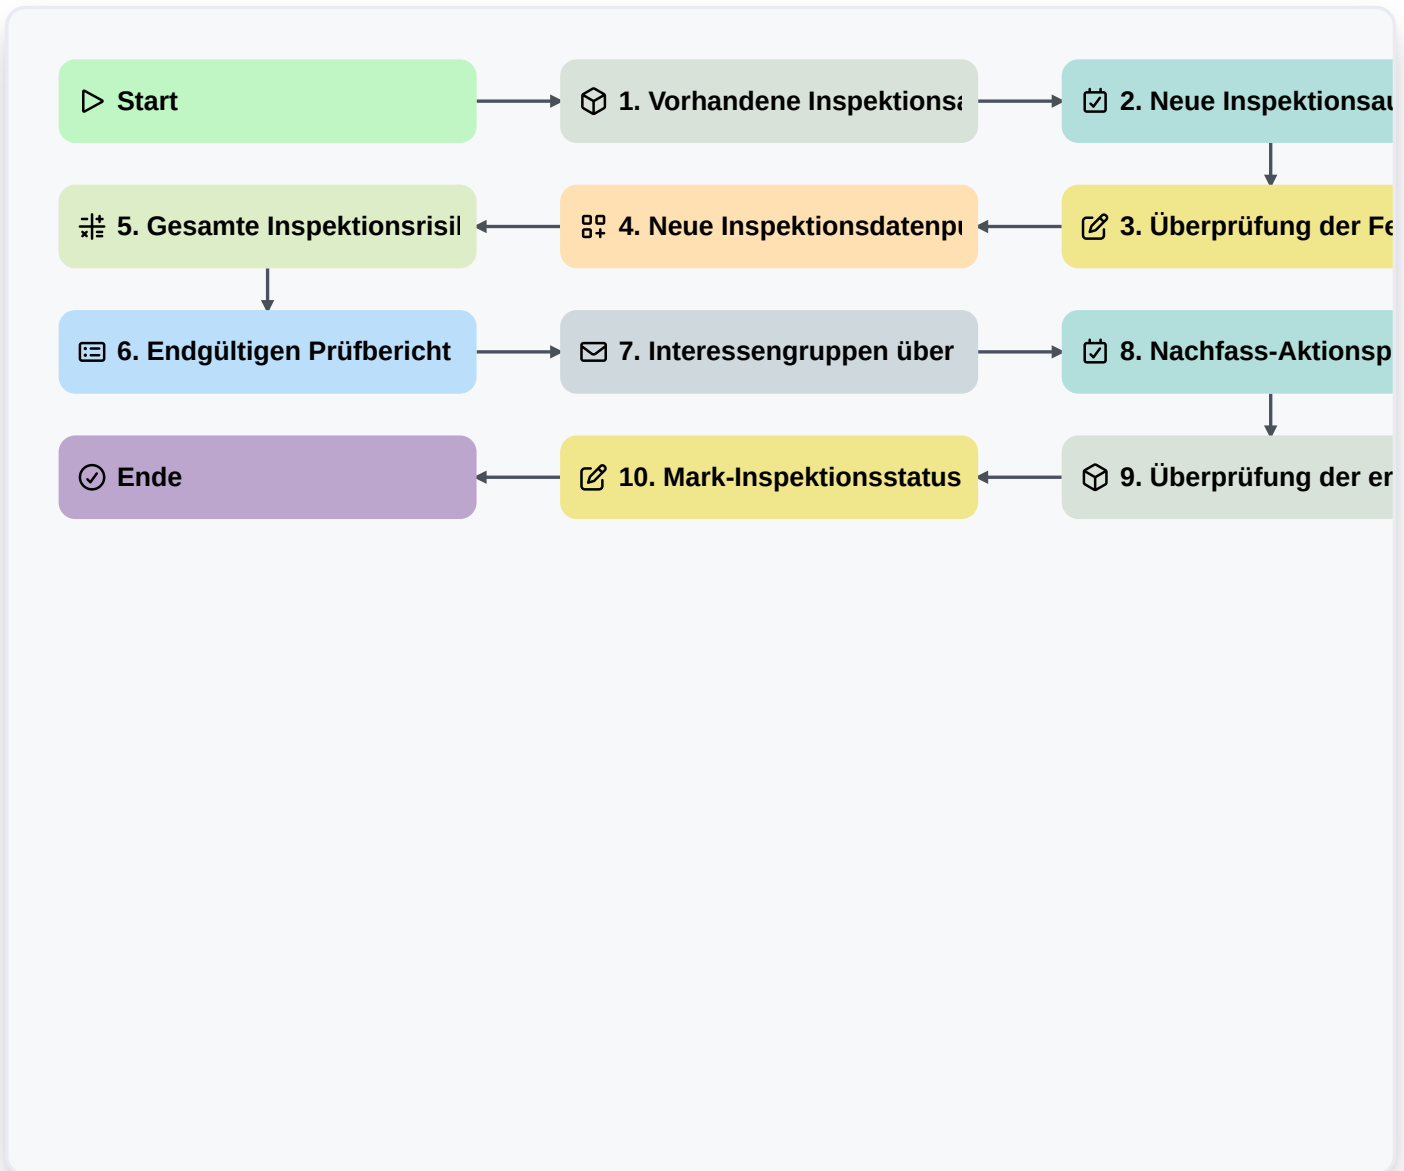 Start
1. Vorhandene Inspektionsa
2. Neue Inspektionsau
5. Gesamte Inspektionsrisi
4. Neue Inspektionsdatenp
3. Überprüfung der Fe
6. Endgültigen Prüfbericht
7. Interessengruppen über
8. Nachfass-Aktionsp
Ende
10. Mark-Inspektionsstatus
9. Überprüfung der er